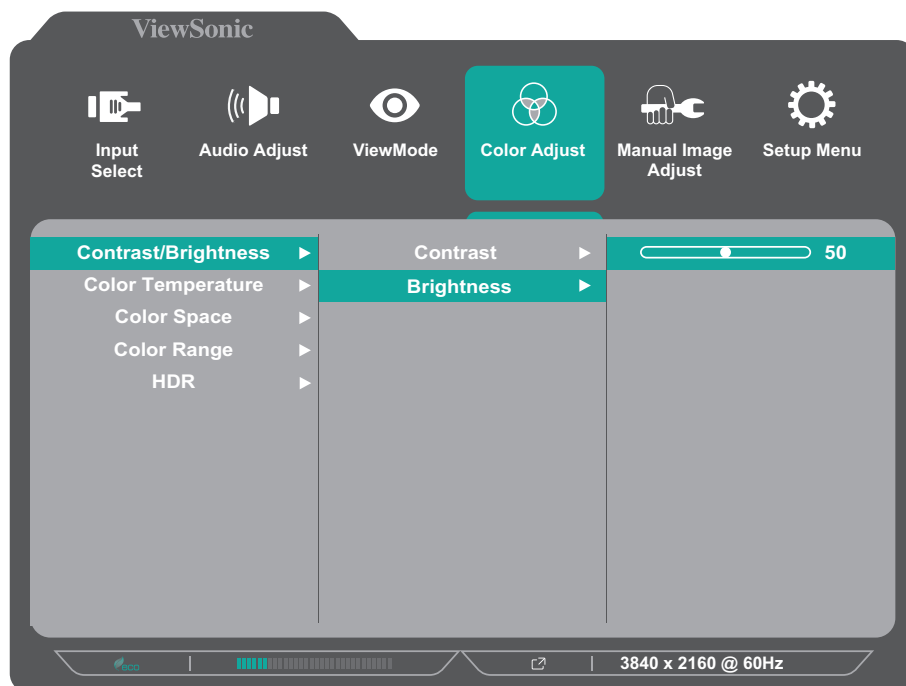 ViewSonic
Input Select
Audio Adjust
ViewMode
Color Adjust
Manual Image Adjust
Setup Menu
Contrast/Brightness
Contrast
50
Color Temperature
Brightness
Color Space
Color Range
HDR
eco
3840 x 2160 @ 60Hz